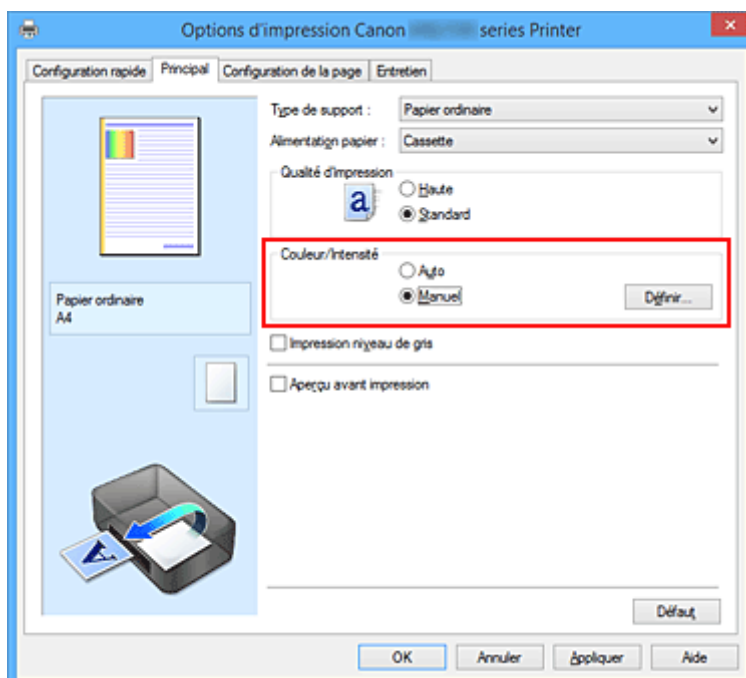 Options d'impression Canon series Printer
Configuration rapide Principal Configuration de la page Entretien
Type de support : Papier ordinaire
Alimentation papier : Cassette
Qualité d'impression
a
Haute
Standard
Couleur/Intensité
Auto
Manuel Définir...
Papier ordinaire
A4
Impression niveau de gris
Aperçu avant impression
A
Défaut
OK Annuler Appliquer Aide